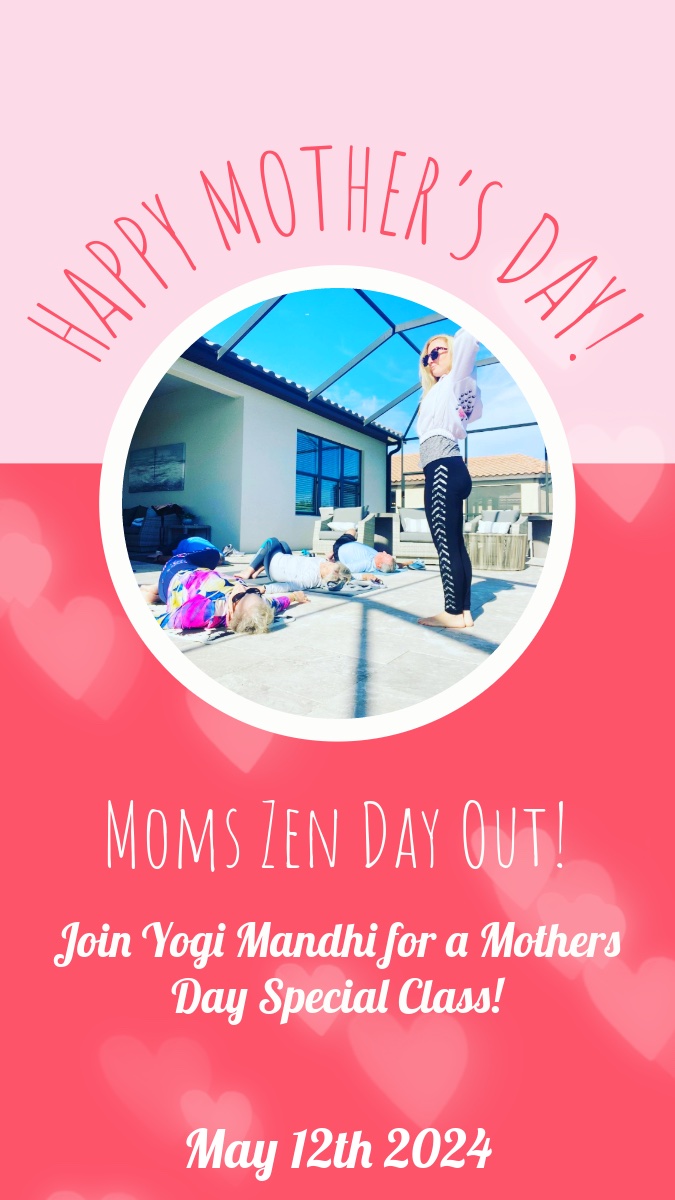 HAPPY MOTHER'S DAY!
MOMS ZEN DAY OUT!
Join Yogi Mandhi for a Mothers
Day Special Class!
May 12th 2024